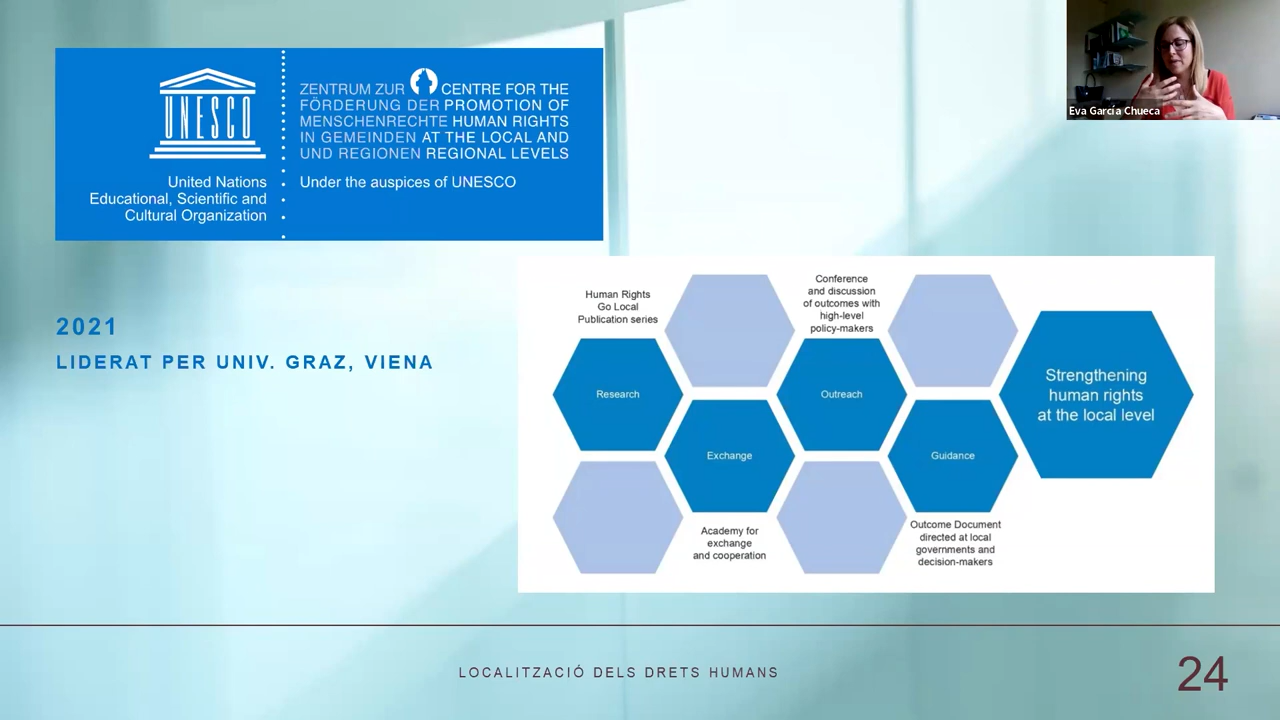 UNESCO
United Nations
Educational, Scientific and
Cultural Organization
ZENTRUM ZUR CENTRE FOR THE
FÖRDERUNG DER PROMOTION OF
MENSCHENRECHTE HUMAN RIGHTS
IN GEMEINDEN AT THE LOCAL AND
UND REGIONEN REGIONAL LEVELS
Under the auspices of UNESCO
Eva García Chueca
2021
LIDERAT PER UNIV. GRAZ, VIENA
Human Rights
Go Local
Publication series
Research
Exchange
Academy for
exchange
and cooperation
Conference
and discussion
of outcomes with
high-level
policy-makers
Outreach
Guidance
Outcome Document
directed at local
governments and
decision-makers
Strengthening
human rights
at the local level
LOCALITZACIÓ DELS DRETS HUMANS
24